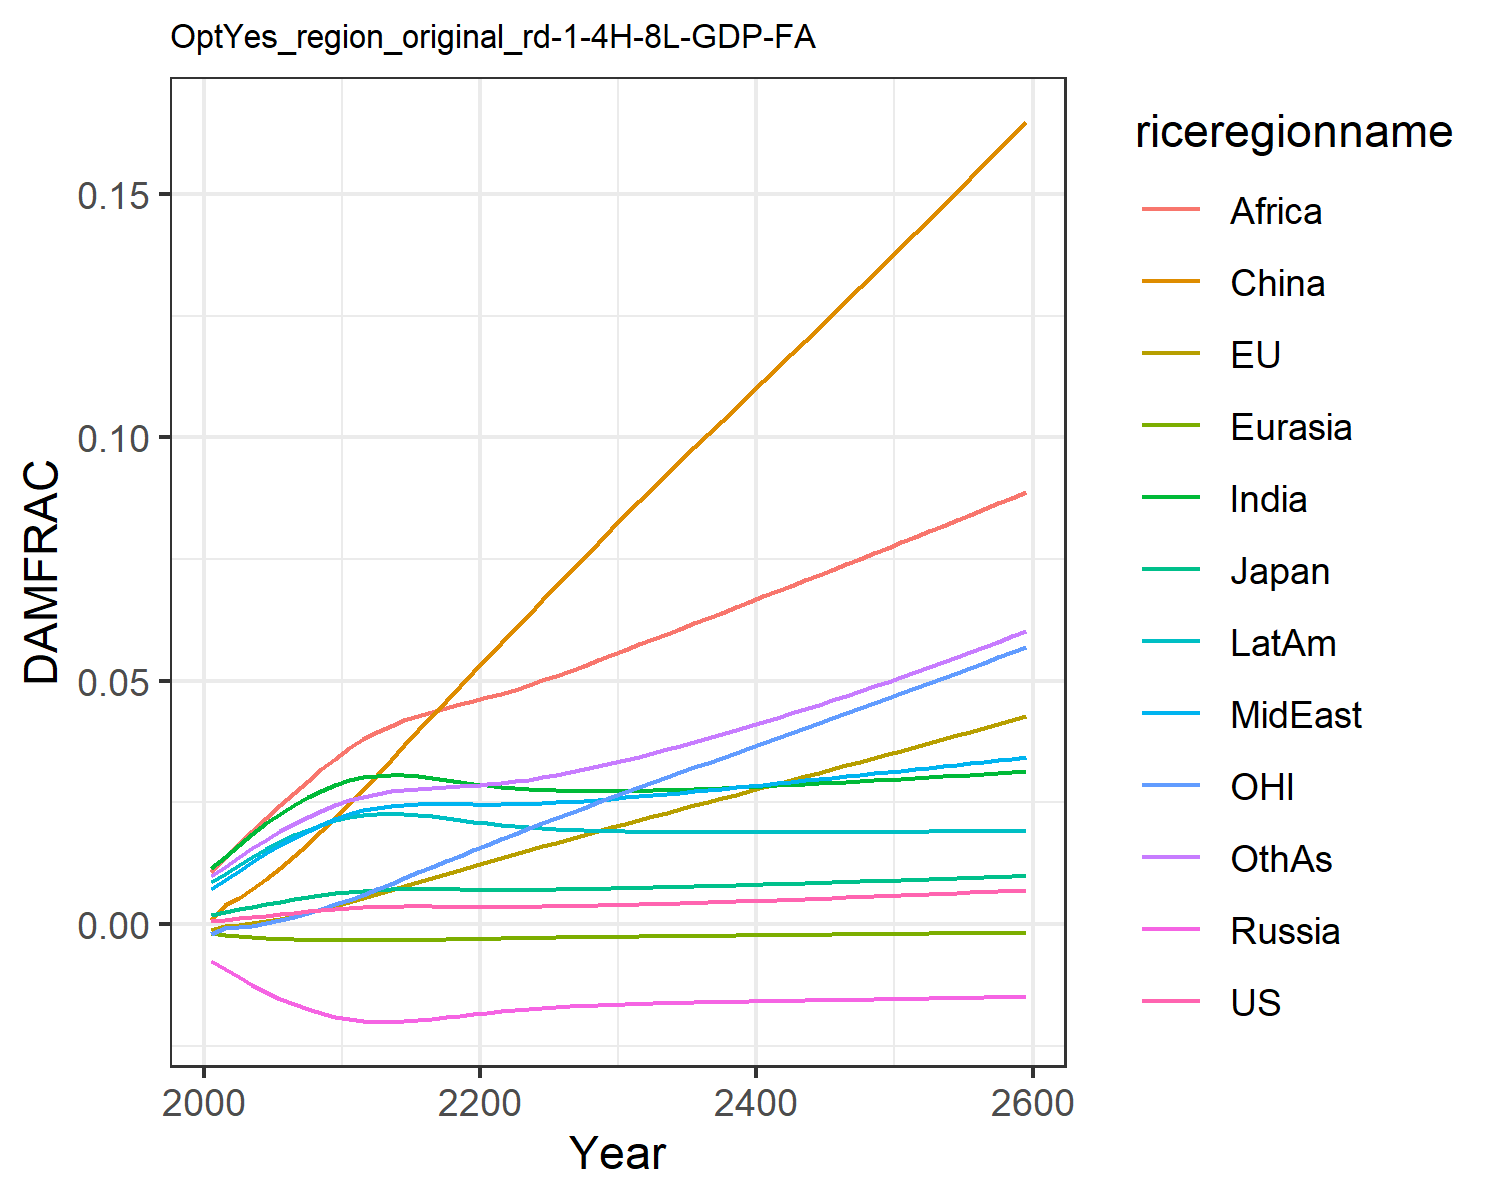 OptYes_region_original_rd-1-4H-8L-GDP-FA
riceregionname
Africa
China
EU
Eurasia
India
Japan
LatAm
MidEast
OHI
OthAs
Russia
US
DAMFRAC
0.15
0.10
0.05
0.00
2000 2200 2400 2600
Year